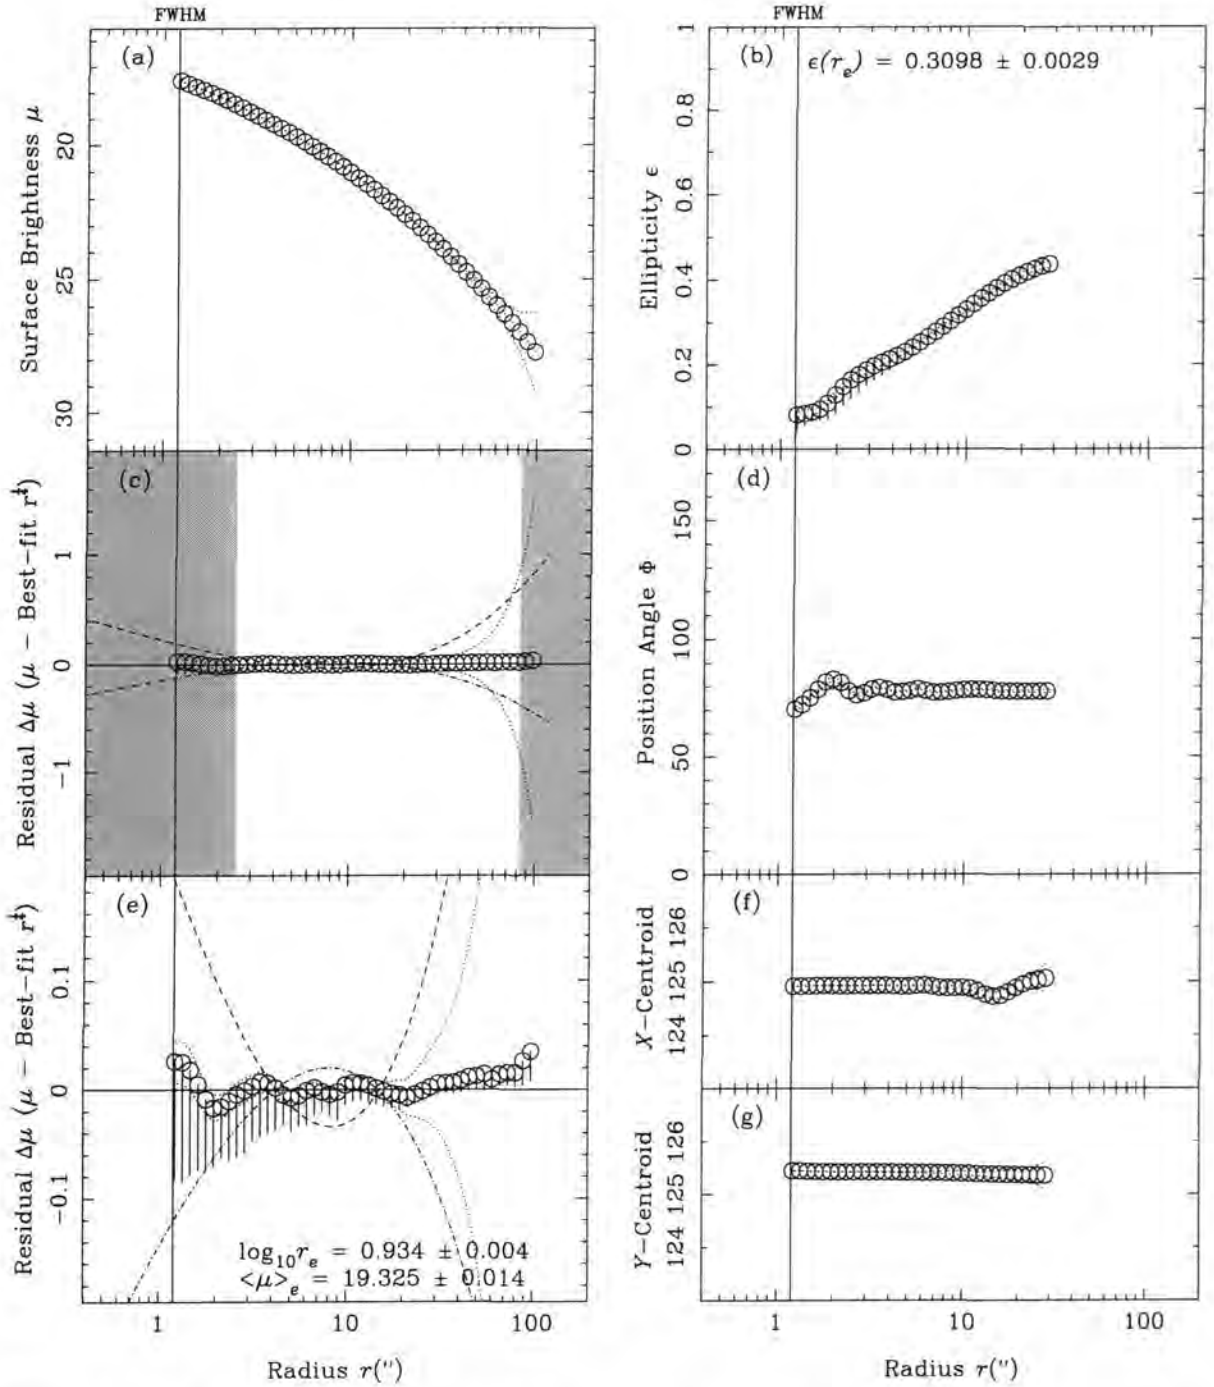 FWHM
(a)
Surface Brightness μ
20
25
30
FWHM
(b)
ϵ(r_e) = 0.3098 ± 0.0029
Ellipticity ϵ
1
0.8
0.6
0.4
0.2
0
(c)
Residual Δμ (μ − Best−fit r^¼)
1
0
−1
(d)
Position Angle Φ
150
100
50
0
(e)
Residual Δμ (μ − Best−fit r^¼)
0.1
0
−0.1
log₁₀r_e = 0.934 ± 0.004
<μ>_e = 19.325 ± 0.014
1 10 100
Radius r(″)
(f)
X−Centroid
126
125
124
(g)
Y−Centroid
126
125
124
1 10 100
Radius r(″)